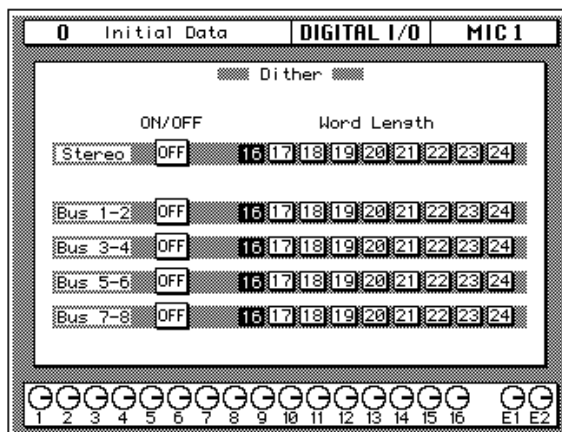 0 Initial Data DIGITAL I/O MIC 1
Dither
ON/OFF Word Length
Stereo OFF 16 17 18 19 20 21 22 23 24
Bus 1-2 OFF 16 17 18 19 20 21 22 23 24
Bus 3-4 OFF 16 17 18 19 20 21 22 23 24
Bus 5-6 OFF 16 17 18 19 20 21 22 23 24
Bus 7-8 OFF 16 17 18 19 20 21 22 23 24
1 2 3 4 5 6 7 8 9 10 11 12 13 14 15 16 E1 E2